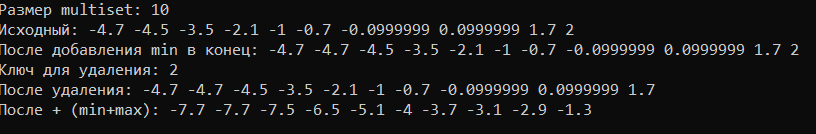 Размер multiset: 10
Исходный: -4.7 -4.5 -3.5 -2.1 -1 -0.7 -0.0999999 0.0999999 1.7 2
После добавления min в конец: -4.7 -4.7 -4.5 -3.5 -2.1 -1 -0.7 -0.0999999 0.0999999 1.7 2
Ключ для удаления: 2
После удаления: -4.7 -4.7 -4.5 -3.5 -2.1 -1 -0.7 -0.0999999 0.0999999 1.7
После + (min+max): -7.7 -7.7 -7.5 -6.5 -5.1 -4 -3.7 -3.1 -2.9 -1.3